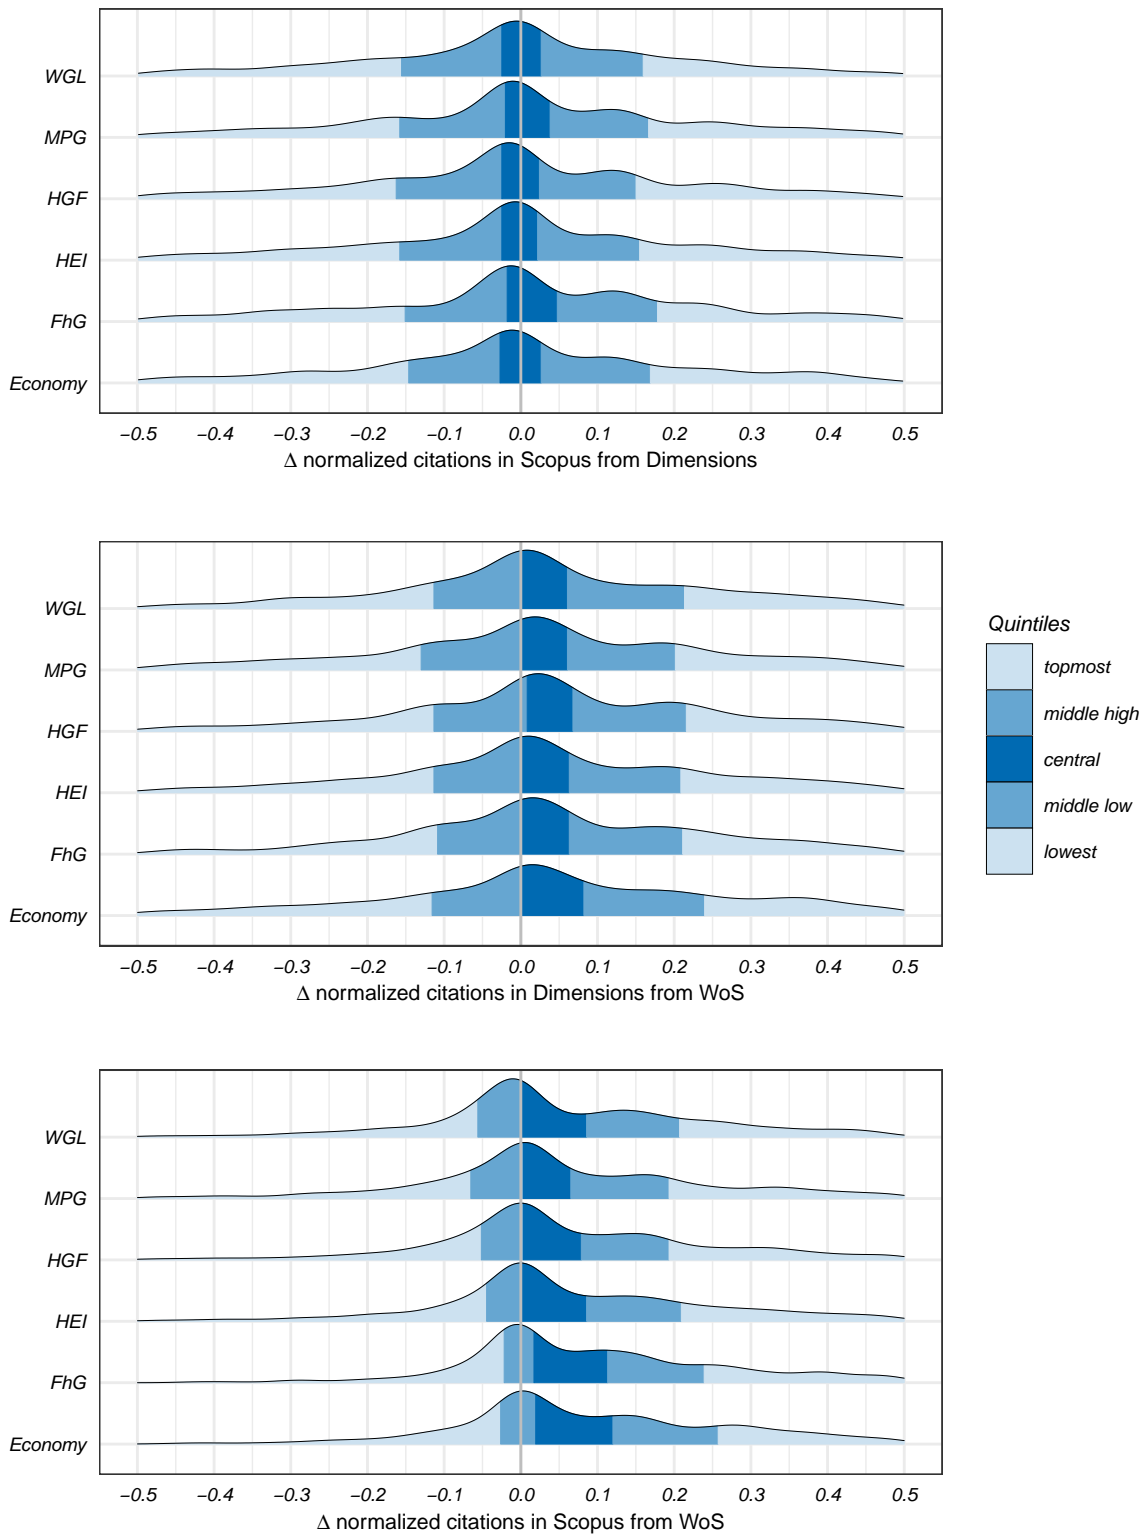 WGL
MPG
HGF
HEI
FhG
Economy
−0.5 −0.4 −0.3 −0.2 −0.1 0.0 0.1 0.2 0.3 0.4 0.5
Δ normalized citations in Scopus from Dimensions
WGL
MPG
HGF
HEI
FhG
Economy
−0.5 −0.4 −0.3 −0.2 −0.1 0.0 0.1 0.2 0.3 0.4 0.5
Δ normalized citations in Dimensions from WoS
Quintiles
topmost
middle high
central
middle low
lowest
WGL
MPG
HGF
HEI
FhG
Economy
−0.5 −0.4 −0.3 −0.2 −0.1 0.0 0.1 0.2 0.3 0.4 0.5
Δ normalized citations in Scopus from WoS